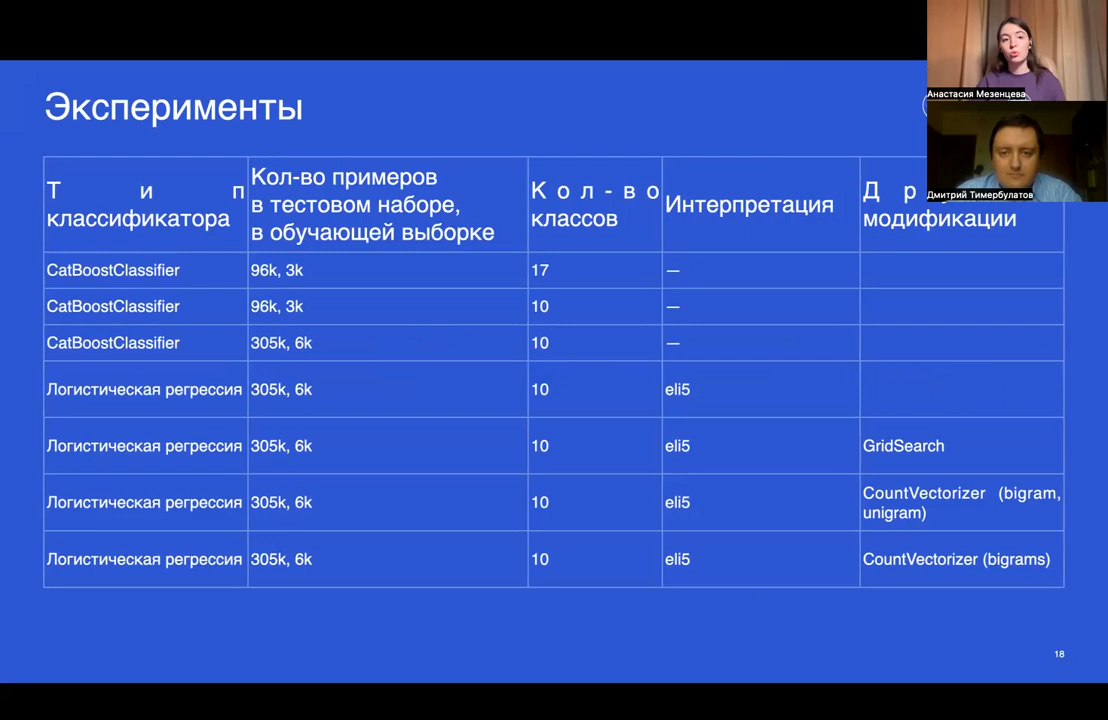 Анастасия Мезенцева
Дмитрий Тимербулатов
Эксперименты
Тип
классификатора
Кол-во примеров
в тестовом наборе,
в обучающей выборке
Кол-во
классов
Интерпретация
модификации
CatBoostClassifier 96k, 3k 17 —
CatBoostClassifier 96k, 3k 10 —
CatBoostClassifier 305k, 6k 10 —
Логистическая регрессия 305k, 6k 10 eli5
Логистическая регрессия 305k, 6k 10 eli5 GridSearch
Логистическая регрессия 305k, 6k 10 eli5 CountVectorizer (bigram,
unigram)
Логистическая регрессия 305k, 6k 10 eli5 CountVectorizer (bigrams)
18